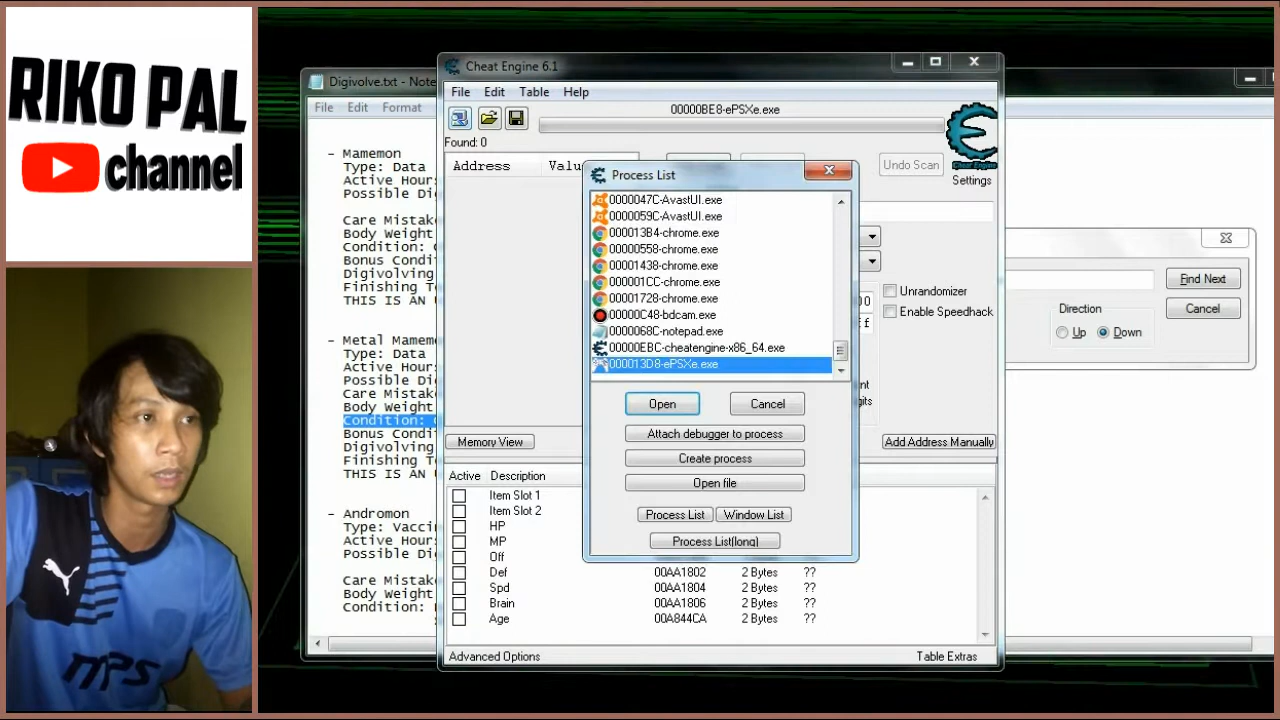 RIKO PAL
channel
Digivolve.txt - Note
File Edit Format
- Mamemon
Type: Data
Active Hour
Possible Di
Care Mistak
Body Weight
Condition:
Bonus Condi
Digivolving
Finishing T
THIS IS AN
- Metal Mamem
Type: Data
Active Hour
Possible Di
Care Mistak
Body Weight
Condition:
Bonus Condi
Digivolving
Finishing T
THIS IS AN
- Andromon
Type: Vacci
Active Hour
Possible Di
Care Mistak
Body Weight
Condition:
Cheat Engine 6.1
File Edit Table Help
00000BE8-ePSXe.exe
Found: 0
Address Valu
Undo Scan
Cheat Engine
Settings
Unrandomizer
Enable Speedhack
Memory View
Add Address Manually
Process List
0000047C-AvastUI.exe
0000059C-AvastUI.exe
000013B4-chrome.exe
00000558-chrome.exe
00001438-chrome.exe
000001CC-chrome.exe
00001728-chrome.exe
00000C48-bdcam.exe
0000068C-notepad.exe
00000EBC-cheatengine-x86_64.exe
000013D8-ePSXe.exe
Open Cancel
Attach debugger to process
Create process
Open file
Process List Window List
Process List(long)
Active Description
Item Slot 1
Item Slot 2
HP
MP
Off
Def 00AA1802 2 Bytes ??
Spd 00AA1804 2 Bytes ??
Brain 00AA1806 2 Bytes ??
Age 00A844CA 2 Bytes ??
Advanced Options Table Extras
Find Next
Direction
Up Down
Cancel